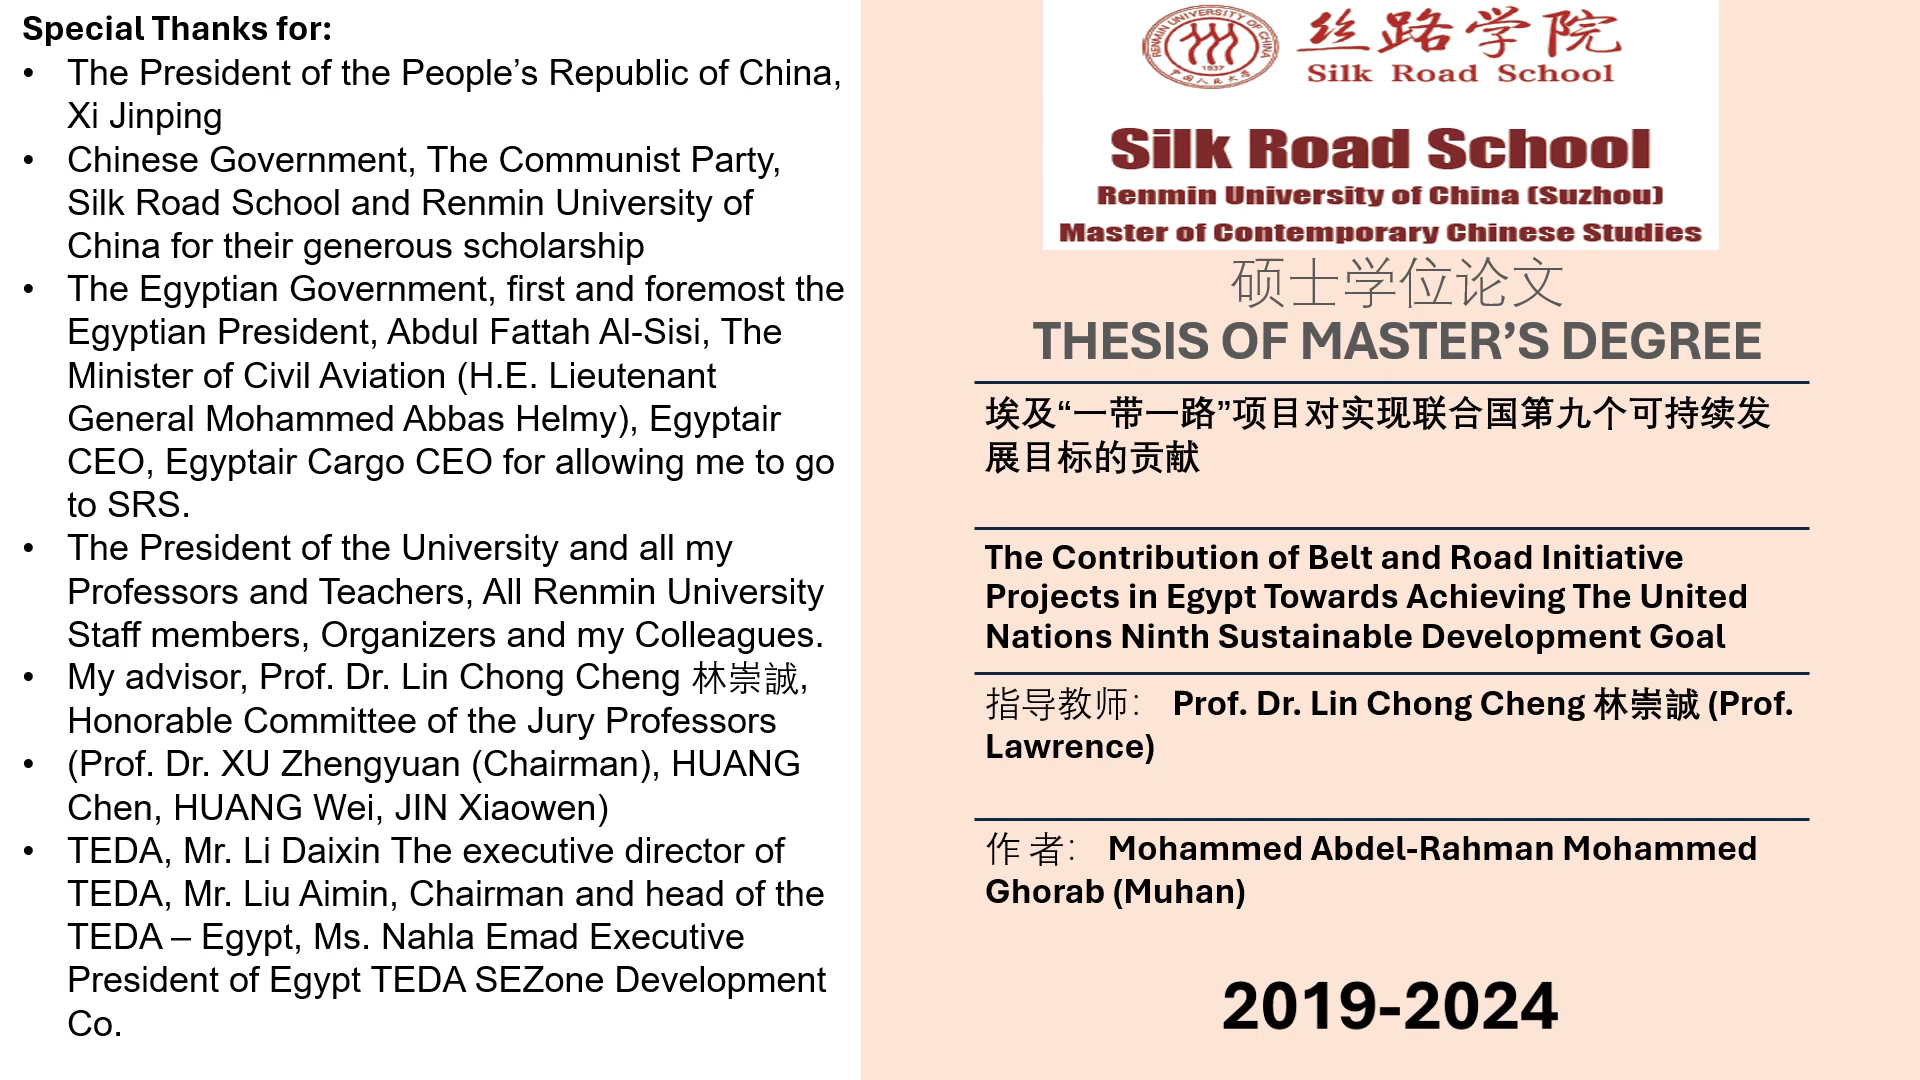 Special Thanks for:
• The President of the People’s Republic of China,
Xi Jinping
• Chinese Government, The Communist Party,
Silk Road School and Renmin University of
China for their generous scholarship
• The Egyptian Government, first and foremost the
Egyptian President, Abdul Fattah Al-Sisi, The
Minister of Civil Aviation (H.E. Lieutenant
General Mohammed Abbas Helmy), Egyptair
CEO, Egyptair Cargo CEO for allowing me to go
to SRS.
• The President of the University and all my
Professors and Teachers, All Renmin University
Staff members, Organizers and my Colleagues.
• My advisor, Prof. Dr. Lin Chong Cheng 林崇誠,
Honorable Committee of the Jury Professors
• (Prof. Dr. XU Zhengyuan (Chairman), HUANG
Chen, HUANG Wei, JIN Xiaowen)
• TEDA, Mr. Li Daixin The executive director of
TEDA, Mr. Liu Aimin, Chairman and head of the
TEDA – Egypt, Ms. Nahla Emad Executive
President of Egypt TEDA SEZone Development
Co.
RENMIN UNIVERSITY OF CHINA
1937
中国人民大学
丝路学院
Silk Road School
Silk Road School
Renmin University of China (Suzhou)
Master of Contemporary Chinese Studies
硕士学位论文
THESIS OF MASTER’S DEGREE
埃及“一带一路”项目对实现联合国第九个可持续发
展目标的贡献
The Contribution of Belt and Road Initiative
Projects in Egypt Towards Achieving The United
Nations Ninth Sustainable Development Goal
指导教师: Prof. Dr. Lin Chong Cheng 林崇誠 (Prof.
Lawrence)
作 者: Mohammed Abdel-Rahman Mohammed
Ghorab (Muhan)
2019-2024